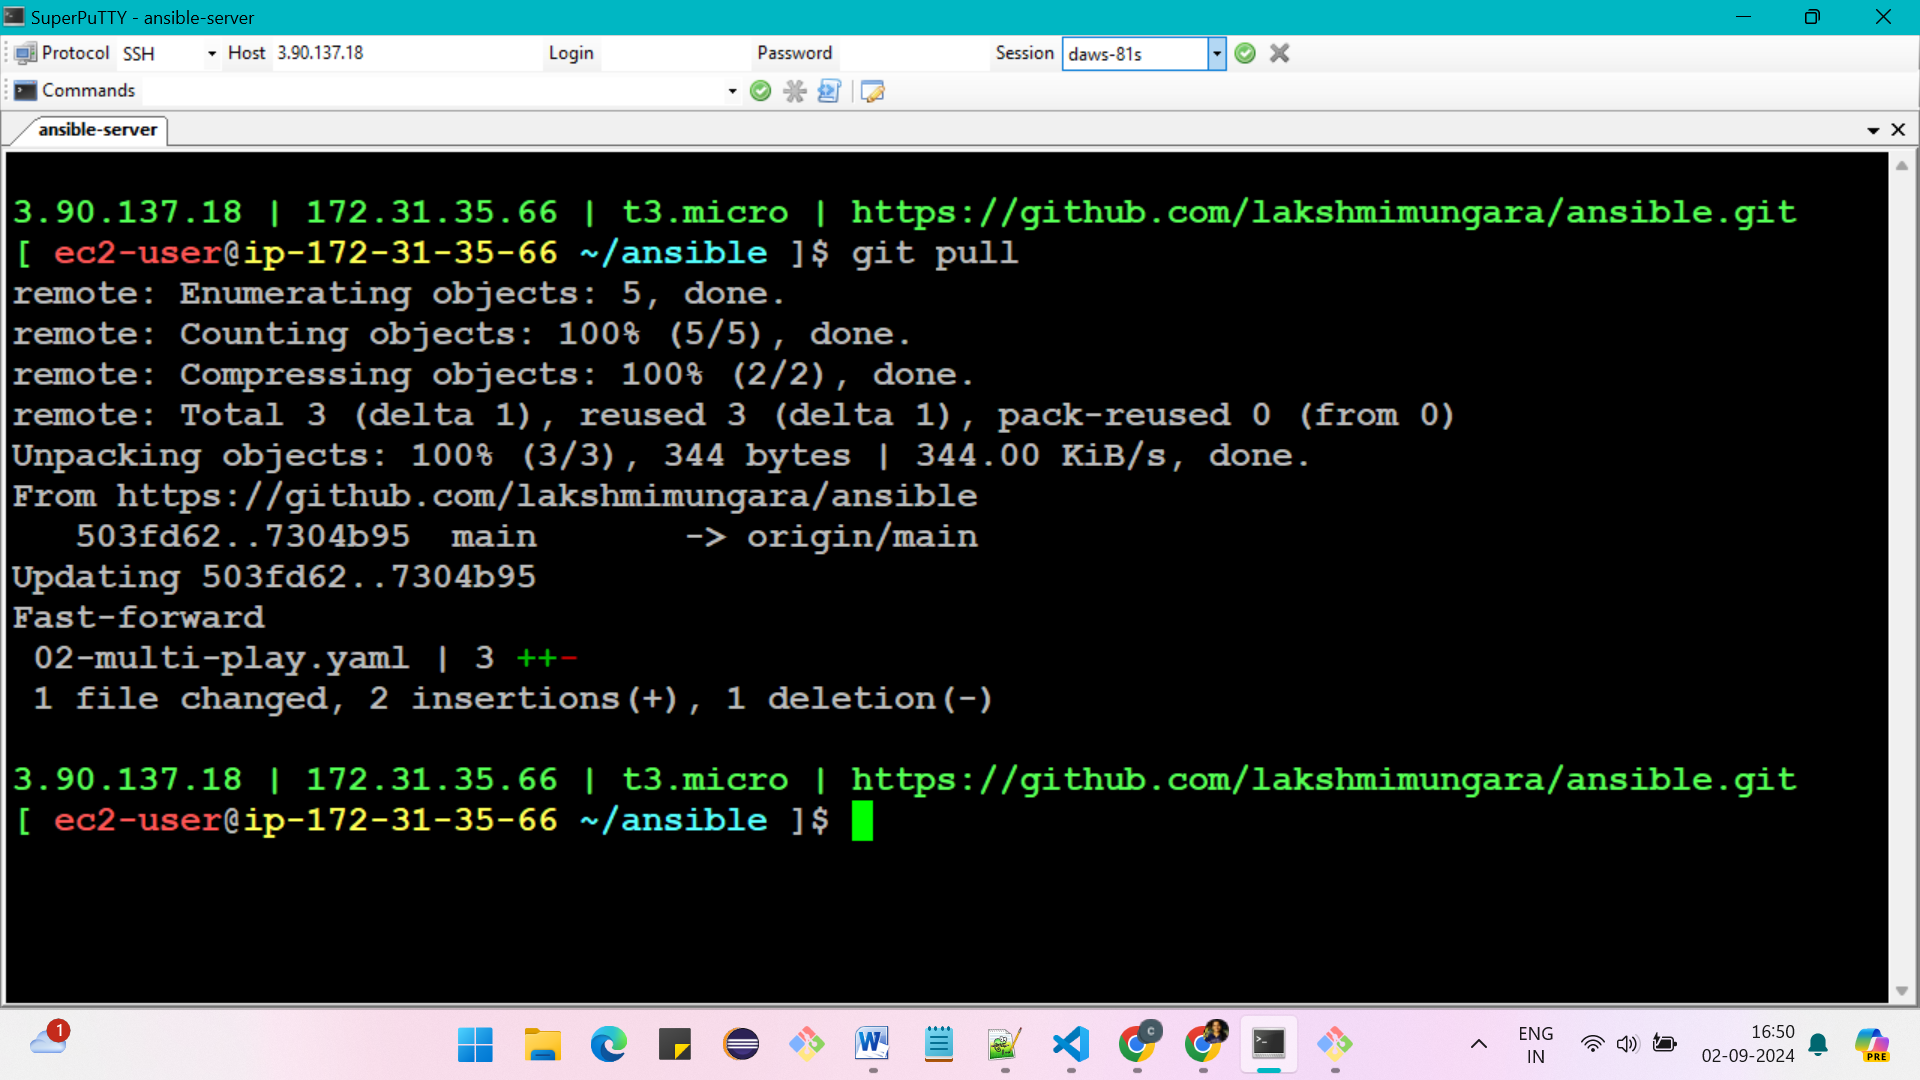 SuperPuTTY - ansible-server
Protocol SSH Host 3.90.137.18 Login Password Session daws-81s
Commands
ansible-server
3.90.137.18 | 172.31.35.66 | t3.micro | https://github.com/lakshmimungara/ansible.git
[ ec2-user@ip-172-31-35-66 ~/ansible ]$ git pull
remote: Enumerating objects: 5, done.
remote: Counting objects: 100% (5/5), done.
remote: Compressing objects: 100% (2/2), done.
remote: Total 3 (delta 1), reused 3 (delta 1), pack-reused 0 (from 0)
Unpacking objects: 100% (3/3), 344 bytes | 344.00 KiB/s, done.
From https://github.com/lakshmimungara/ansible
   503fd62..7304b95  main       -> origin/main
Updating 503fd62..7304b95
Fast-forward
 02-multi-play.yaml | 3 ++-
 1 file changed, 2 insertions(+), 1 deletion(-)
3.90.137.18 | 172.31.35.66 | t3.micro | https://github.com/lakshmimungara/ansible.git
[ ec2-user@ip-172-31-35-66 ~/ansible ]$
1
W
C
ENG
IN
16:50
02-09-2024
PRE